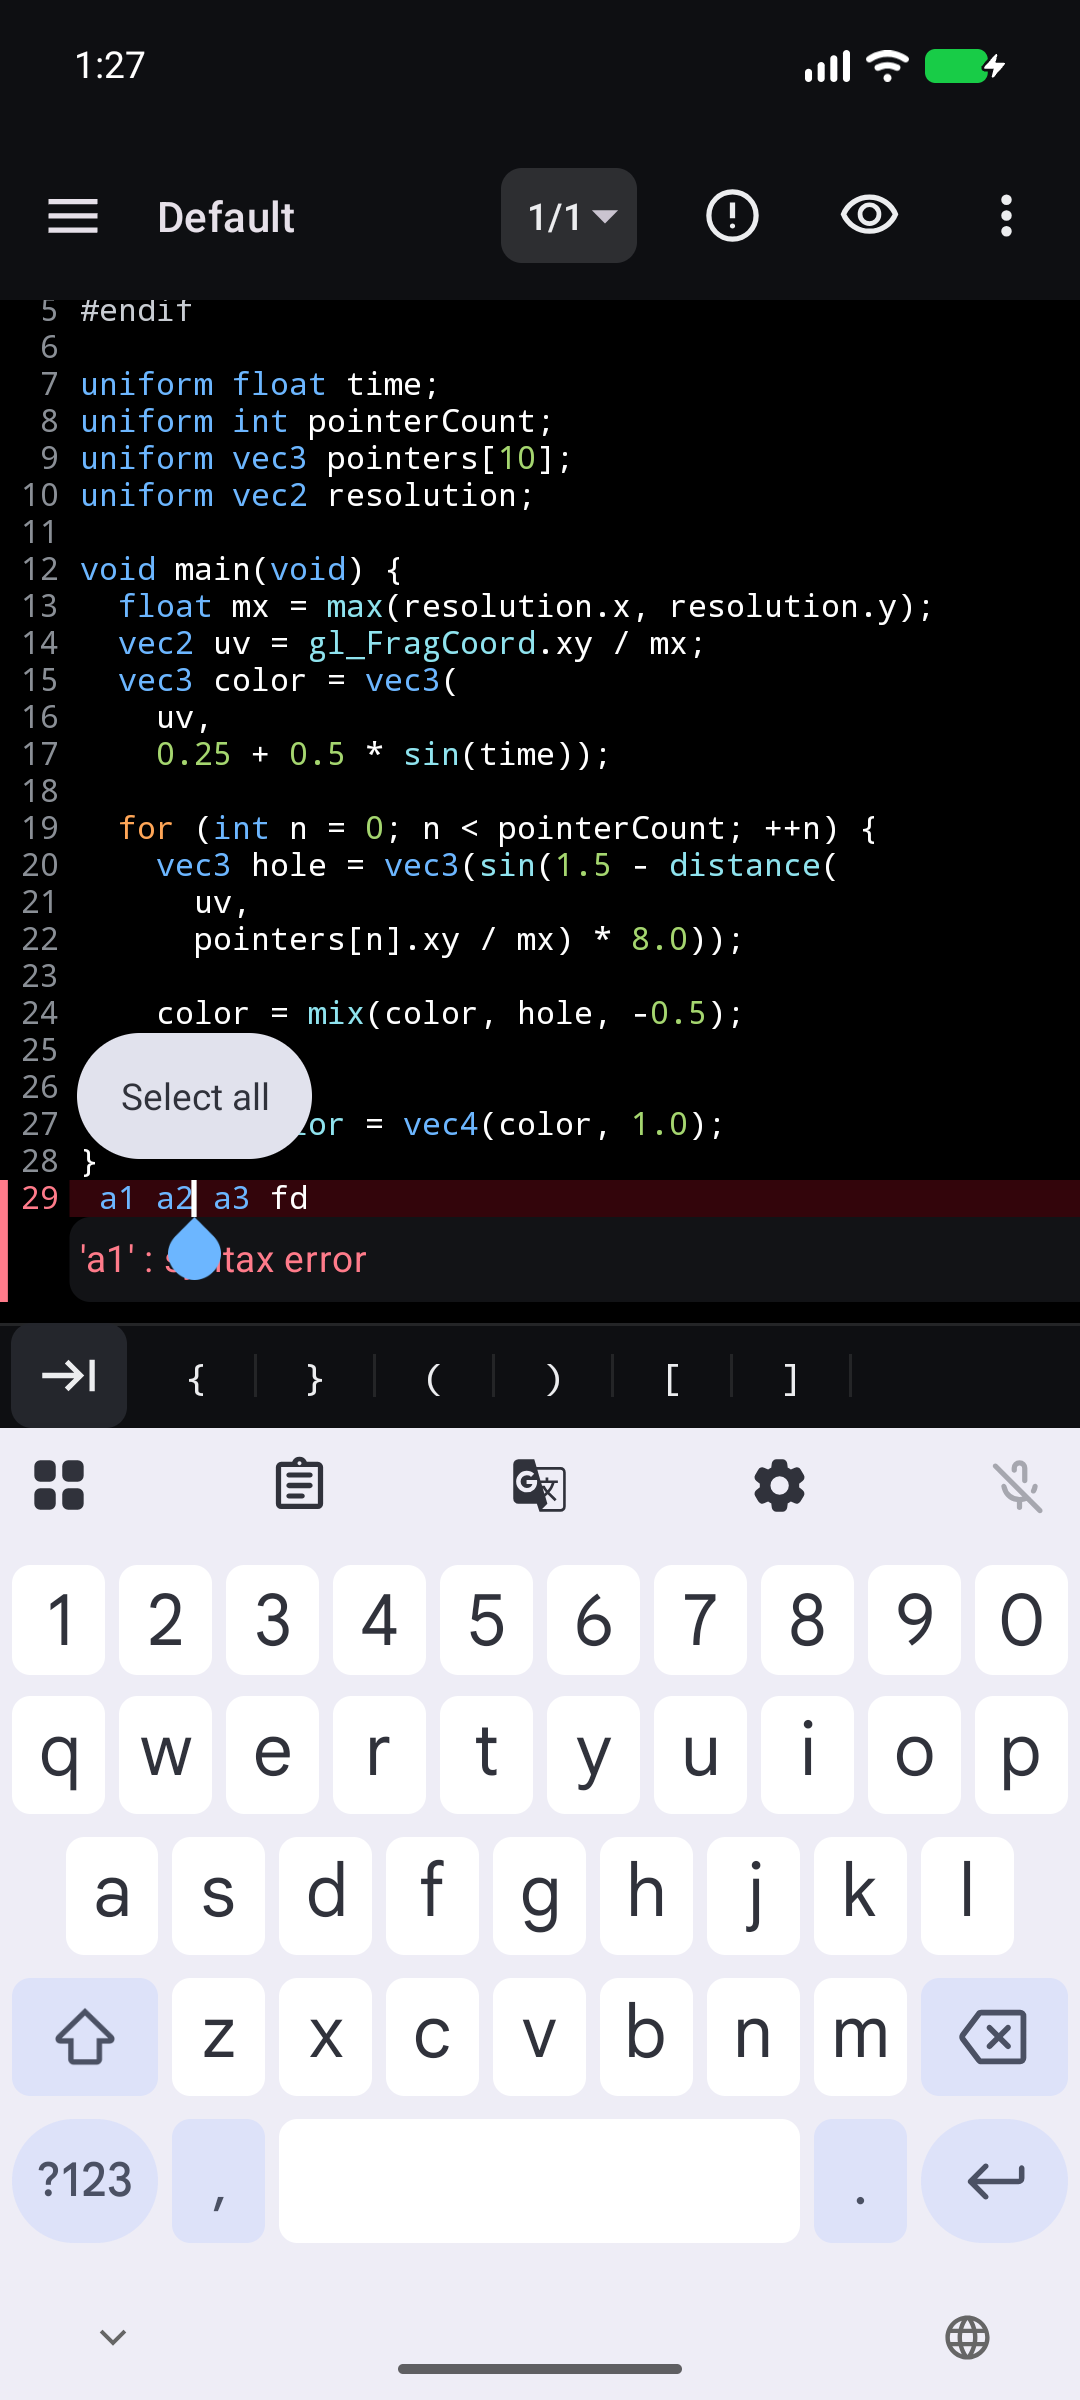 1:27
Default
1/1
5 #endif
6
7 uniform float time;
8 uniform int pointerCount;
9 uniform vec3 pointers[10];
10 uniform vec2 resolution;
11
12 void main(void) {
13 float mx = max(resolution.x, resolution.y);
14 vec2 uv = gl_FragCoord.xy / mx;
15 vec3 color = vec3(
16 uv,
17 0.25 + 0.5 * sin(time));
18
19 for (int n = 0; n < pointerCount; ++n) {
20 vec3 hole = vec3(sin(1.5 - distance(
21 uv,
22 pointers[n].xy / mx) * 8.0));
23
24 color = mix(color, hole, -0.5);
25
26
Select all
27 lor = vec4(color, 1.0);
28 }
29 a1 a2 a3 fd
'a1' : syntax error
{ } ( ) [ ]
1 2 3 4 5 6 7 8 9 0
q w e r t y u i o p
a s d f g h j k l
z x c v b n m
?123 , .